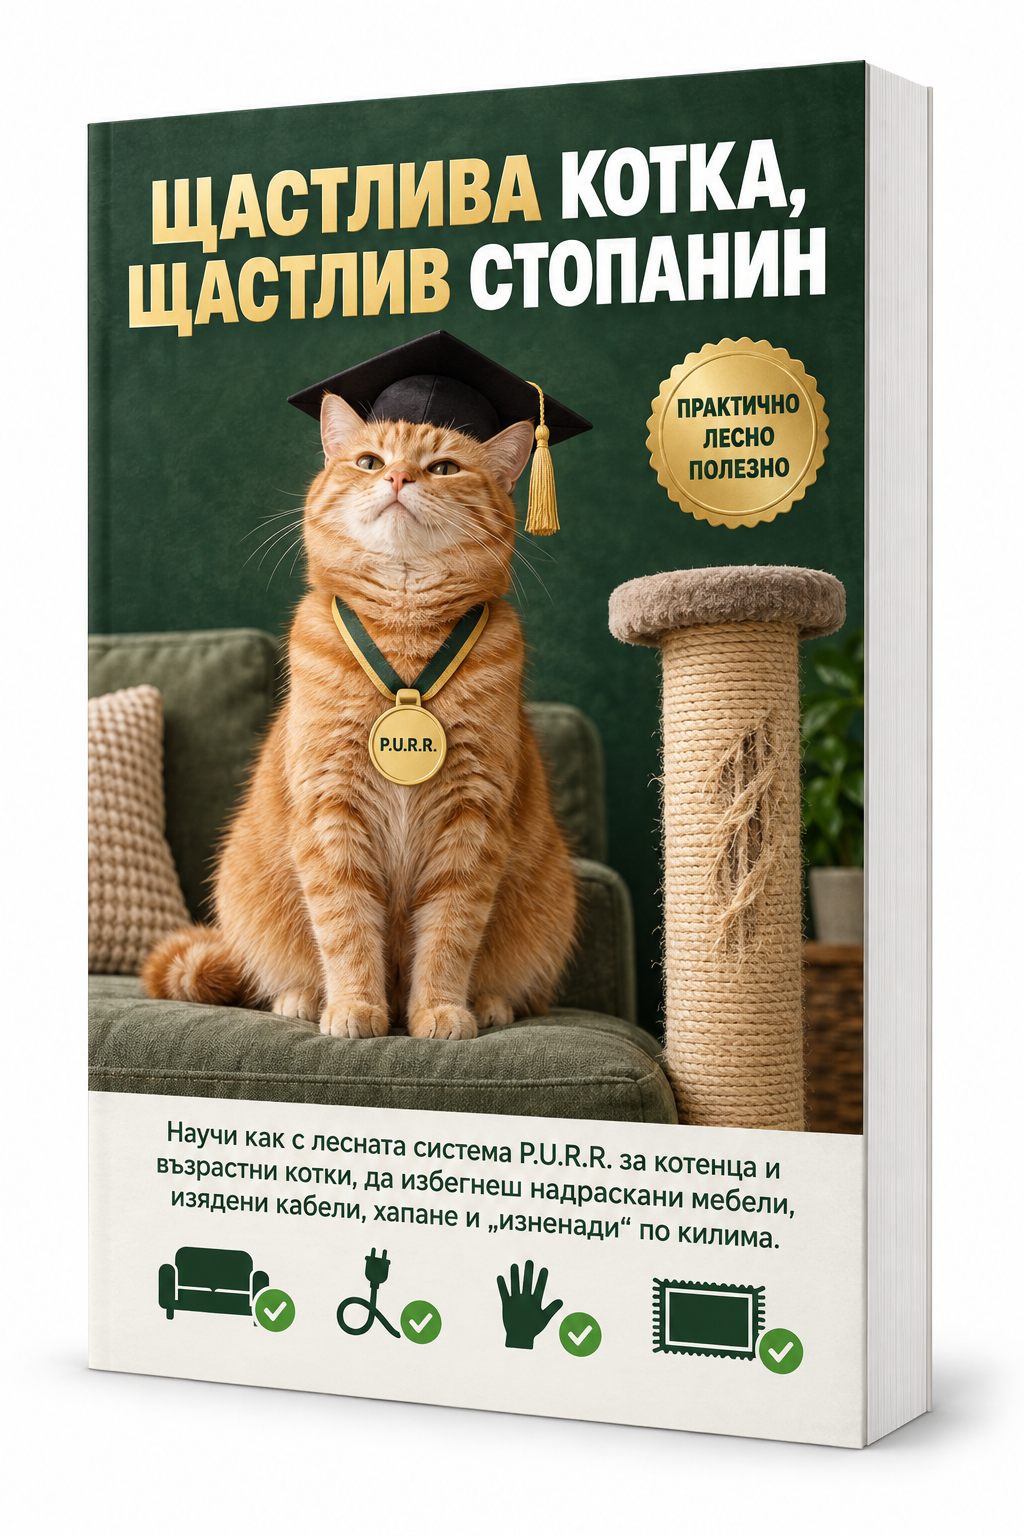 ЩАСТЛИВА КОТКА,
ЩАСТЛИВ СТОПАНИН
ПРАКТИЧНО
ЛЕСНО
ПОЛЕЗНО
P.U.R.R.
Научи как с лесната система P.U.R.R. за котенца и
възрастни котки, да избегнеш надраскани мебели,
изядени кабели, хапане и „изненади“ по килима.